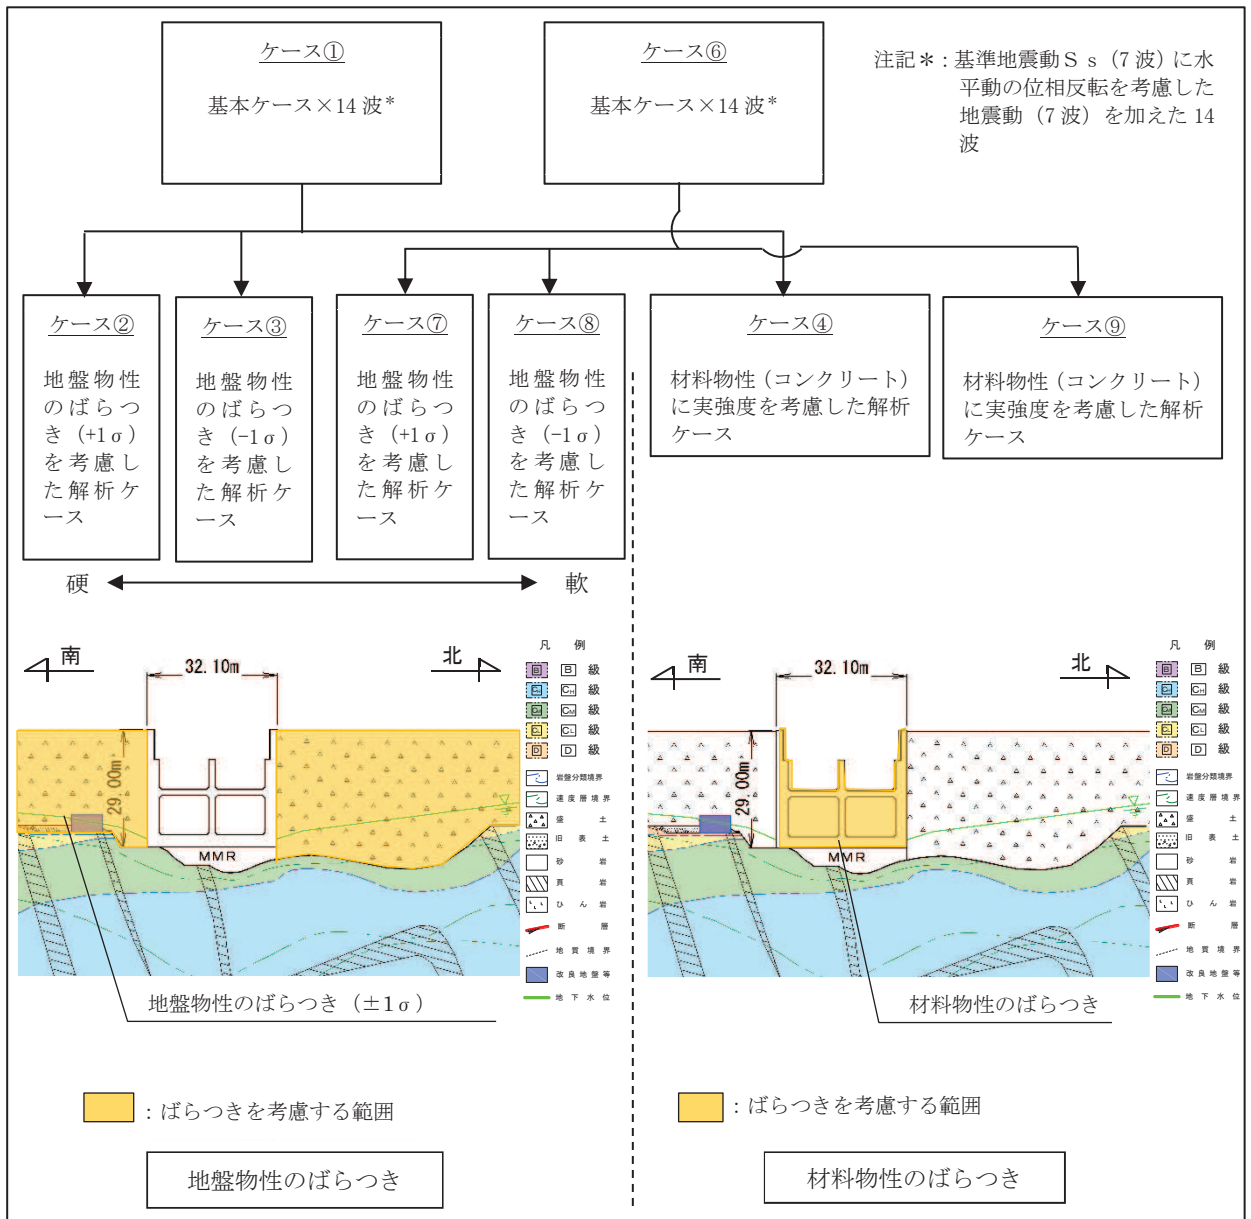 ケース①
基本ケース×14波*
ケース⑥
基本ケース×14波*
注記*：基準地震動Ｓｓ（7波）に水
平動の位相反転を考慮した
地震動（7波）を加えた14
波
ケース②
地盤物性
のばらつ
き（+1σ）
を考慮し
た解析ケ
ース
ケース③
地盤物性
のばらつ
き（-1σ）
を考慮し
た解析ケ
ース
ケース⑦
地盤物性
のばらつ
き（+1σ）
を考慮し
た解析ケ
ース
ケース⑧
地盤物性
のばらつ
き（-1σ）
を考慮し
た解析ケ
ース
ケース④
材料物性（コンクリート）
に実強度を考慮した解析
ケース
ケース⑨
材料物性（コンクリート）
に実強度を考慮した解析
ケース
硬
軟
南
32.10m
北
29.00m
MMR
凡 例
B B 級
CH 級
CM 級
CL 級
D D 級
岩盤分類境界
速度層境界
盛土
旧表土
砂岩
頁岩
ひん岩
断層
地質境界
改良地盤等
地下水位
地盤物性のばらつき（±1σ）
：ばらつきを考慮する範囲
地盤物性のばらつき
南
32.10m
北
29.00m
MMR
凡 例
B B 級
CH 級
CM 級
CL 級
D D 級
岩盤分類境界
速度層境界
盛土
旧表土
砂岩
頁岩
ひん岩
断層
地質境界
改良地盤等
地下水位
材料物性のばらつき
：ばらつきを考慮する範囲
材料物性のばらつき